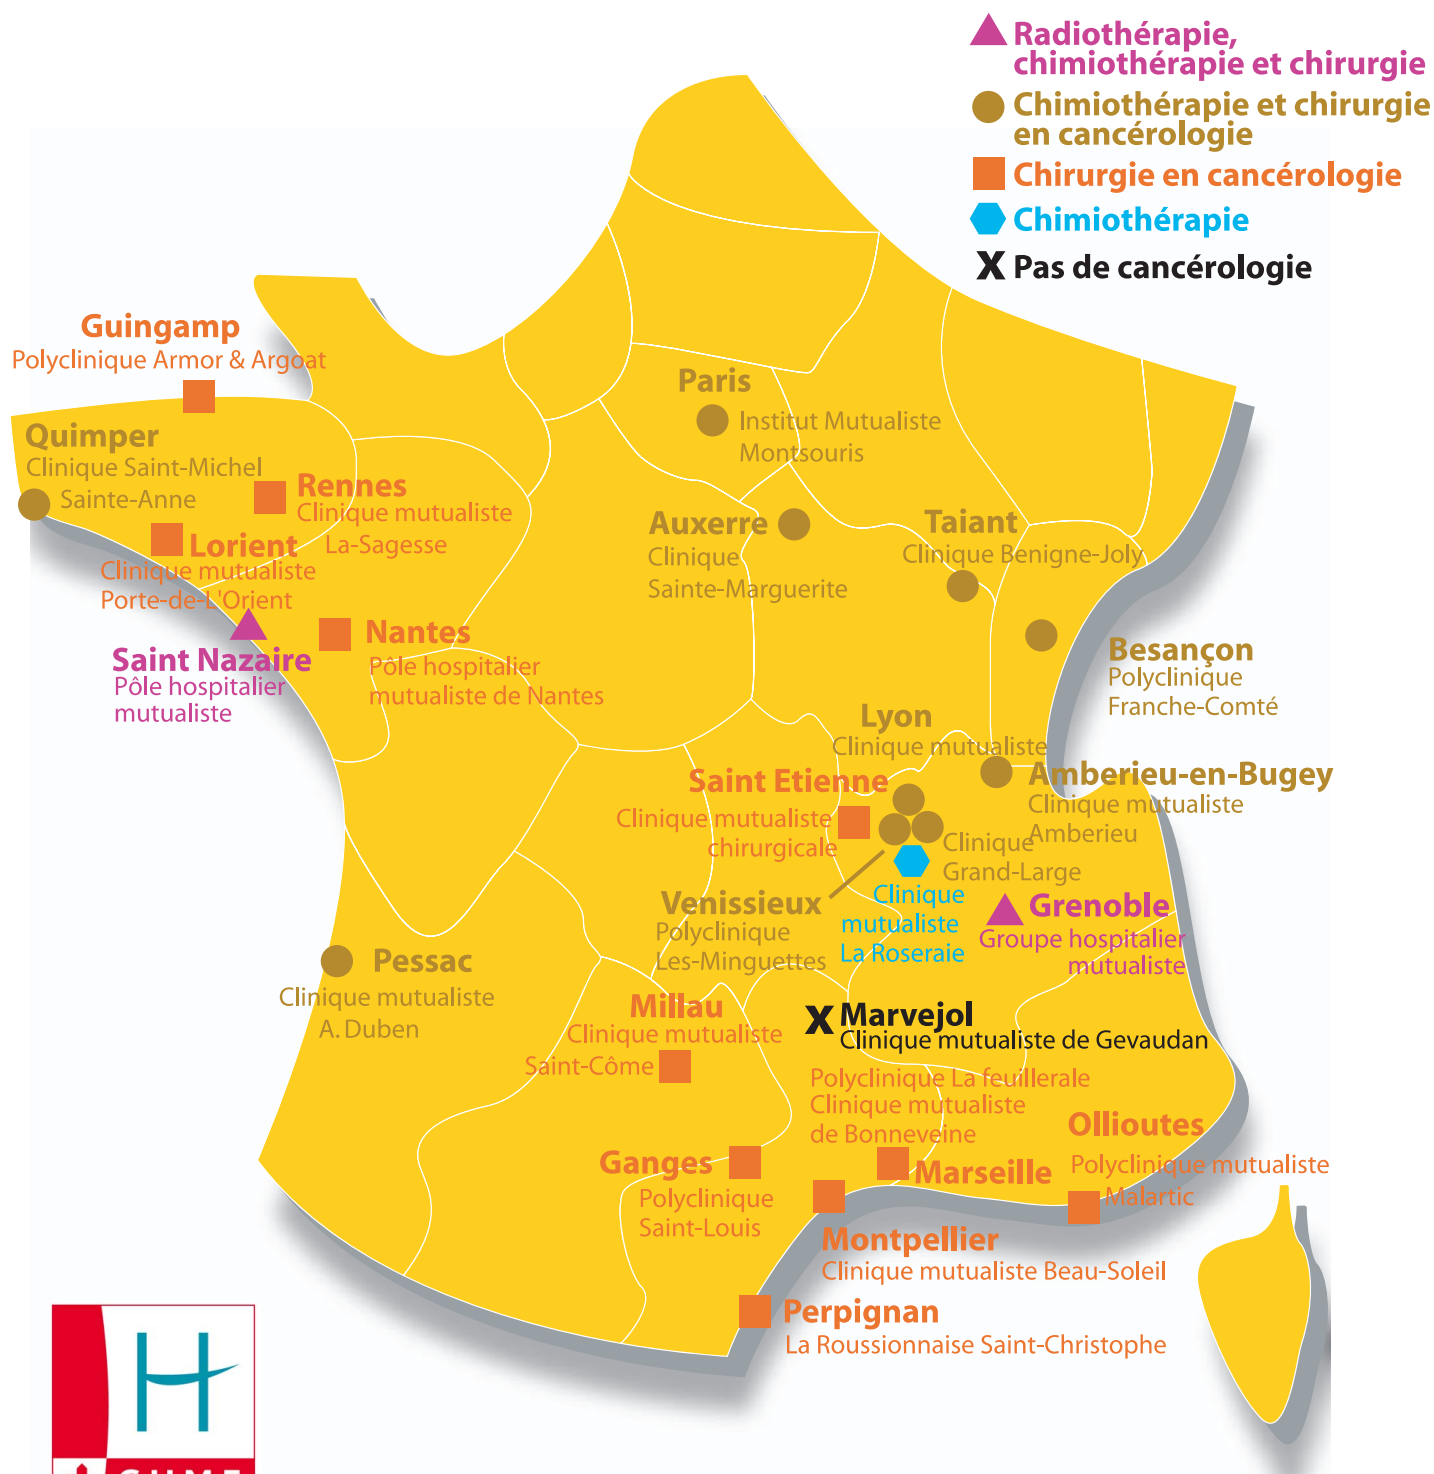 Radiothérapie,
chimiothérapie et chirurgie
Chimiothérapie et chirurgie
en cancérologie
Chirurgie en cancérologie
Chimiothérapie
X Pas de cancérologie
Guingamp
Polyclinique Armor & Argoat
Quimper
Clinique Saint-Michel
Sainte-Anne
Rennes
Clinique mutualiste
La-Sagesse
Lorient
Clinique mutualiste
Porte-de-L'Orient
Saint Nazaire
Pôle hospitalier
mutualiste
Nantes
Pôle hospitalier
mutualiste de Nantes
Paris
Institut Mutualiste
Montsouris
Auxerre
Clinique
Sainte-Marguerite
Taiant
Clinique Benigne-Joly
Besançon
Polyclinique
Franche-Comté
Lyon
Clinique mutualiste
Amberieu-en-Bugey
Clinique mutualiste
Amberieu
Saint Etienne
Clinique mutualiste
chirurgicale
Clinique
Grand-Large
Venissieux
Polyclinique
Les-Minguettes
Clinique
mutualiste
La Roseraie
Grenoble
Groupe hospitalier
mutualiste
Pessac
Clinique mutualiste
A. Duben
Millau
Clinique mutualiste
Saint-Côme
X Marvejol
Clinique mutualiste de Gevaudan
Polyclinique La feuillerale
Clinique mutualiste
de Bonneveine
Marseille
Ollioutes
Polyclinique mutualiste
Malartic
Ganges
Polyclinique
Saint-Louis
Montpellier
Clinique mutualiste Beau-Soleil
Perpignan
La Roussionnaise Saint-Christophe
H